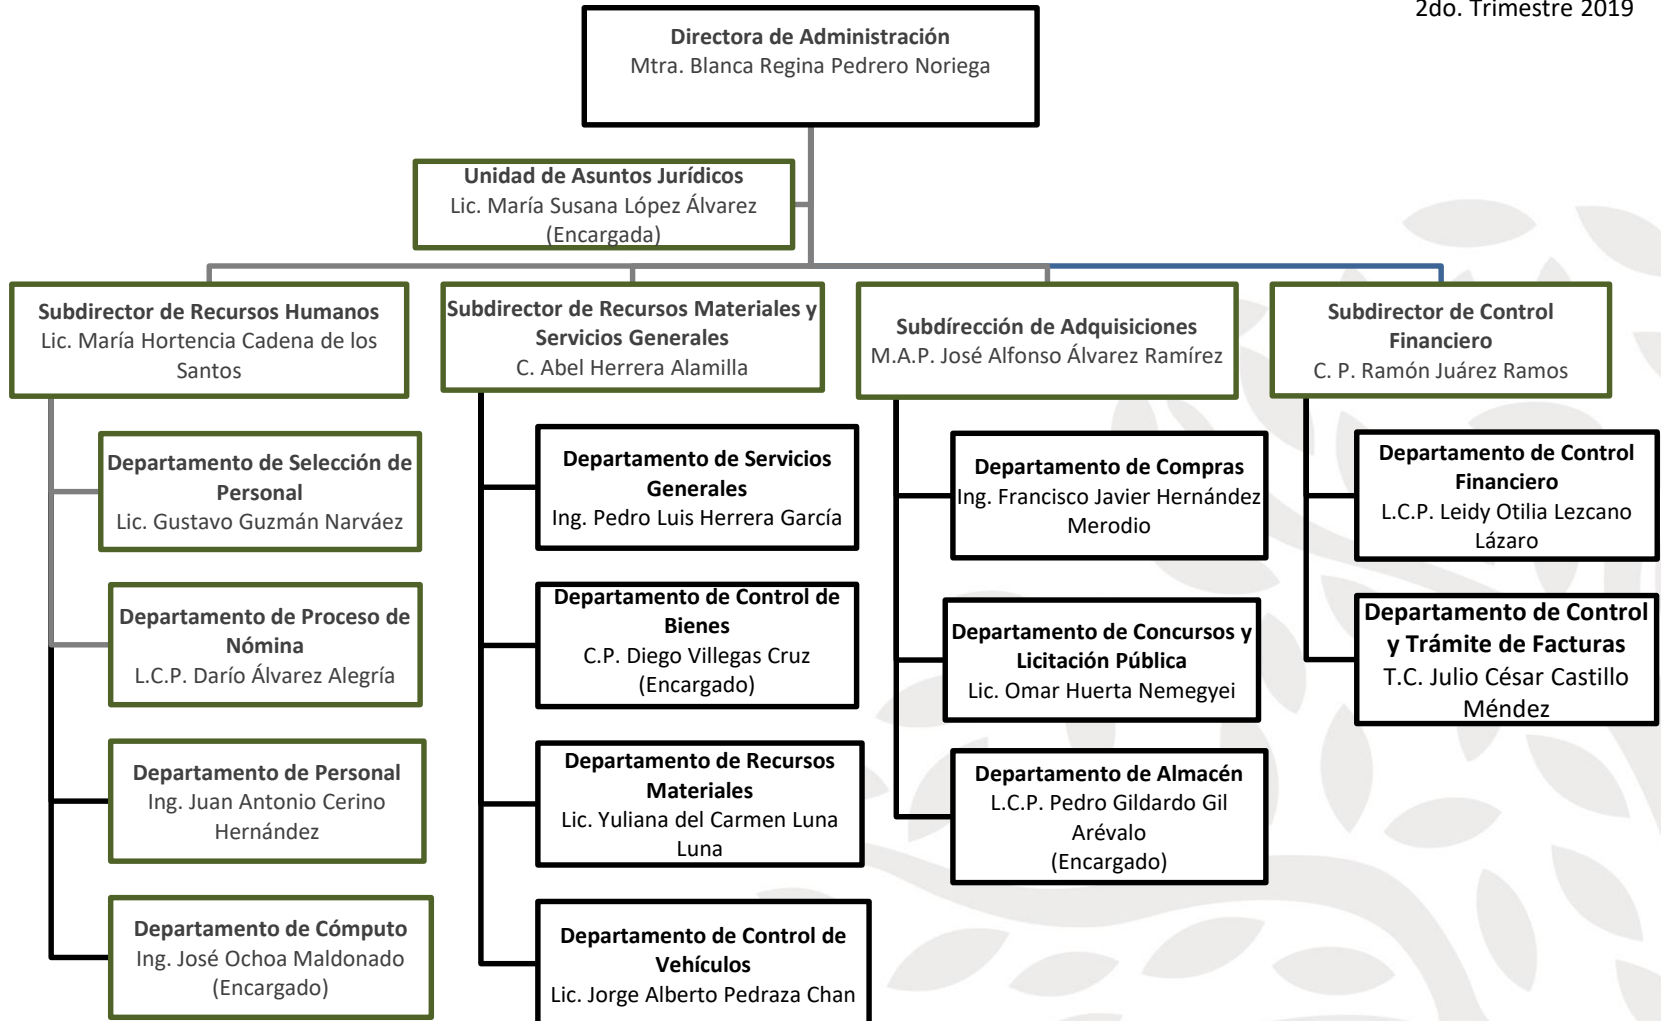 2do. Trimestre 2019
Directora de Administración
Mtra. Blanca Regina Pedrero Noriega
Unidad de Asuntos Jurídicos
Lic. María Susana López Álvarez
(Encargada)
Subdirector de Recursos Humanos
Lic. María Hortencia Cadena de los
Santos
Subdirector de Recursos Materiales y
Servicios Generales
C. Abel Herrera Alamilla
Subdírección de Adquisiciones
M.A.P. José Alfonso Álvarez Ramírez
Subdirector de Control
Financiero
C. P. Ramón Juárez Ramos
Departamento de Selección de
Personal
Lic. Gustavo Guzmán Narváez
Departamento de Proceso de
Nómina
L.C.P. Darío Álvarez Alegría
Departamento de Personal
Ing. Juan Antonio Cerino
Hernández
Departamento de Cómputo
Ing. José Ochoa Maldonado
(Encargado)
Departamento de Servicios
Generales
Ing. Pedro Luis Herrera García
Departamento de Control de
Bienes
C.P. Diego Villegas Cruz
(Encargado)
Departamento de Recursos
Materiales
Lic. Yuliana del Carmen Luna
Luna
Departamento de Control de
Vehículos
Lic. Jorge Alberto Pedraza Chan
Departamento de Compras
Ing. Francisco Javier Hernández
Merodio
Departamento de Concursos y
Licitación Pública
Lic. Omar Huerta Nemegyei
Departamento de Almacén
L.C.P. Pedro Gildardo Gil
Arévalo
(Encargado)
Departamento de Control
Financiero
L.C.P. Leidy Otilia Lezcano
Lázaro
Departamento de Control
y Trámite de Facturas
T.C. Julio César Castillo
Méndez